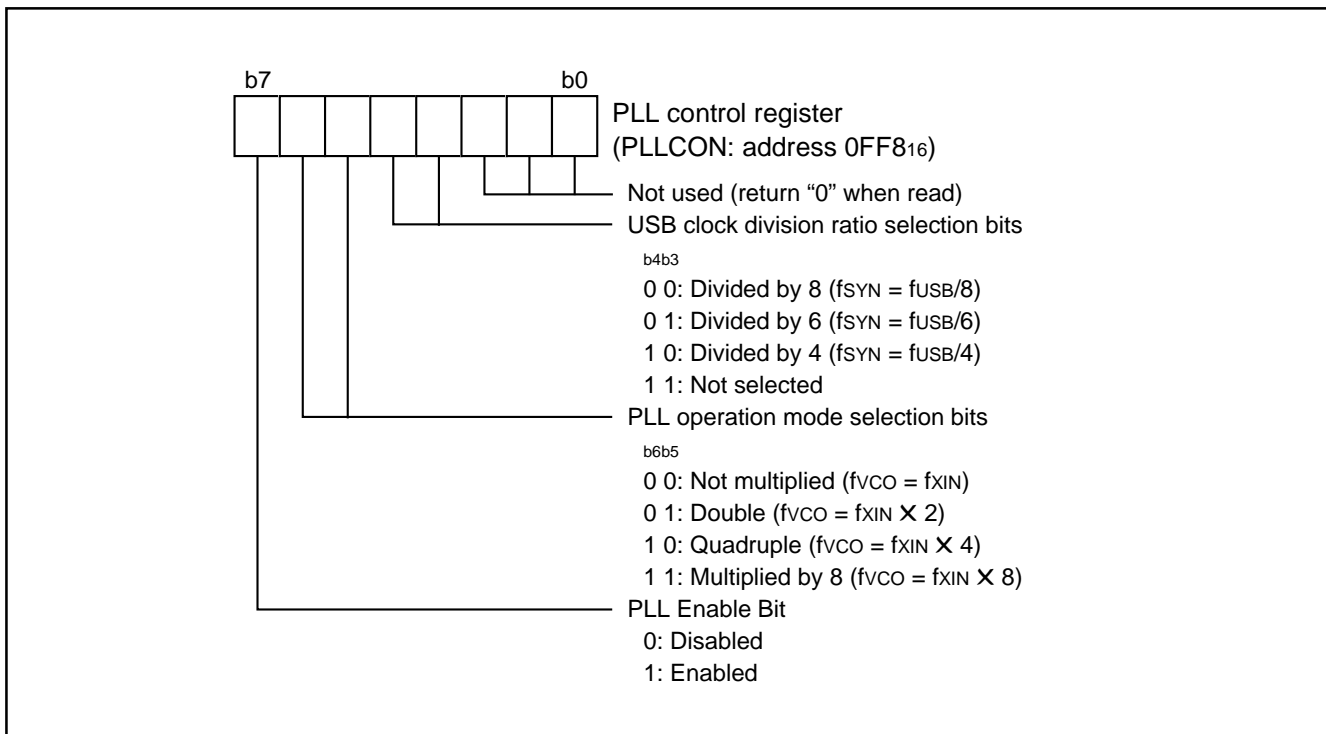 b7 b0
PLL control register
(PLLCON: address 0FF816)
Not used (return “0” when read)
USB clock division ratio selection bits
b4b3
0 0: Divided by 8 (fSYN = fUSB/8)
0 1: Divided by 6 (fSYN = fUSB/6)
1 0: Divided by 4 (fSYN = fUSB/4)
1 1: Not selected
PLL operation mode selection bits
b6b5
0 0: Not multiplied (fVCO = fXIN)
0 1: Double (fVCO = fXIN ✕ 2)
1 0: Quadruple (fVCO = fXIN ✕ 4)
1 1: Multiplied by 8 (fVCO = fXIN ✕ 8)
PLL Enable Bit
0: Disabled
1: Enabled